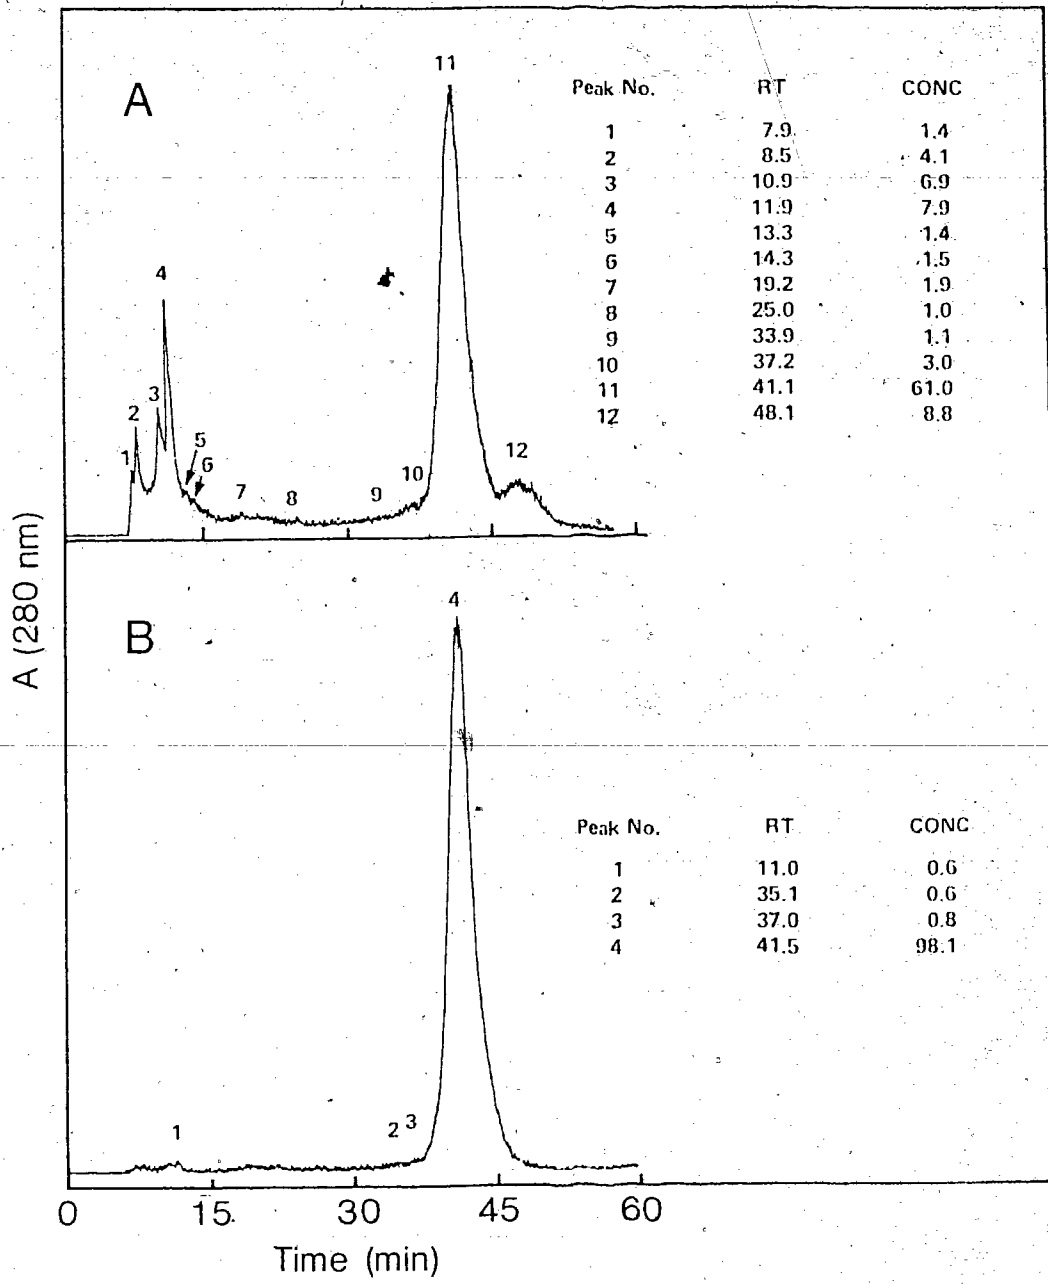 A
11
4
3
2
1
5
6
7
8
9
10
12
Peak No. RT CONC
1 7.9 1.4
2 8.5 4.1
3 10.9 6.9
4 11.9 7.9
5 13.3 1.4
6 14.3 1.5
7 19.2 1.9
8 25.0 1.0
9 33.9 1.1
10 37.2 3.0
11 41.1 61.0
12 48.1 8.8
A (280 nm)
B
4
1
2
3
Peak No. RT CONC
1 11.0 0.6
2 35.1 0.6
3 37.0 0.8
4 41.5 98.1
0 15 30 45 60
Time (min)